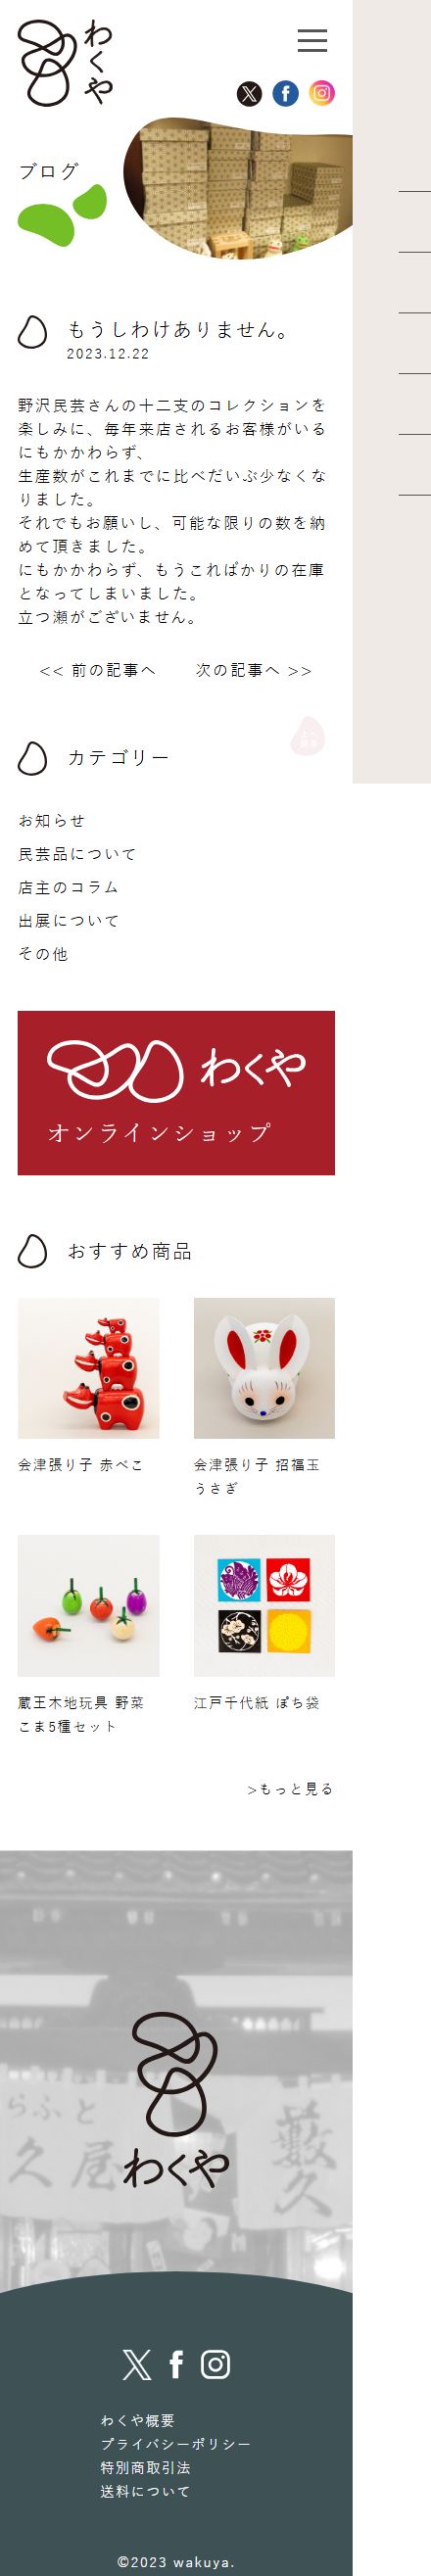 わくや
ブログ
もうしわけありません。
2023.12.22
野沢民芸さんの十二支のコレクションを
楽しみに、毎年来店されるお客様がいる
にもかかわらず、
生産数がこれまでに比べだいぶ少なくな
りました。
それでもお願いし、可能な限りの数を納
めて頂きました。
にもかかわらず、もうこればかりの在庫
となってしまいました。
立つ瀬がございません。
<< 前の記事へ 次の記事へ >>
カテゴリー
お知らせ
民芸品について
店主のコラム
出展について
その他
わくや
オンラインショップ
おすすめ商品
会津張り子 赤べこ
会津張り子 招福玉
うさぎ
蔵王木地玩具 野菜
こま5種セット
江戸千代紙 ぽち袋
>もっと見る
らふと
久屋
わくや
わくや概要
プライバシーポリシー
特別商取引法
送料について
©2023 wakuya.